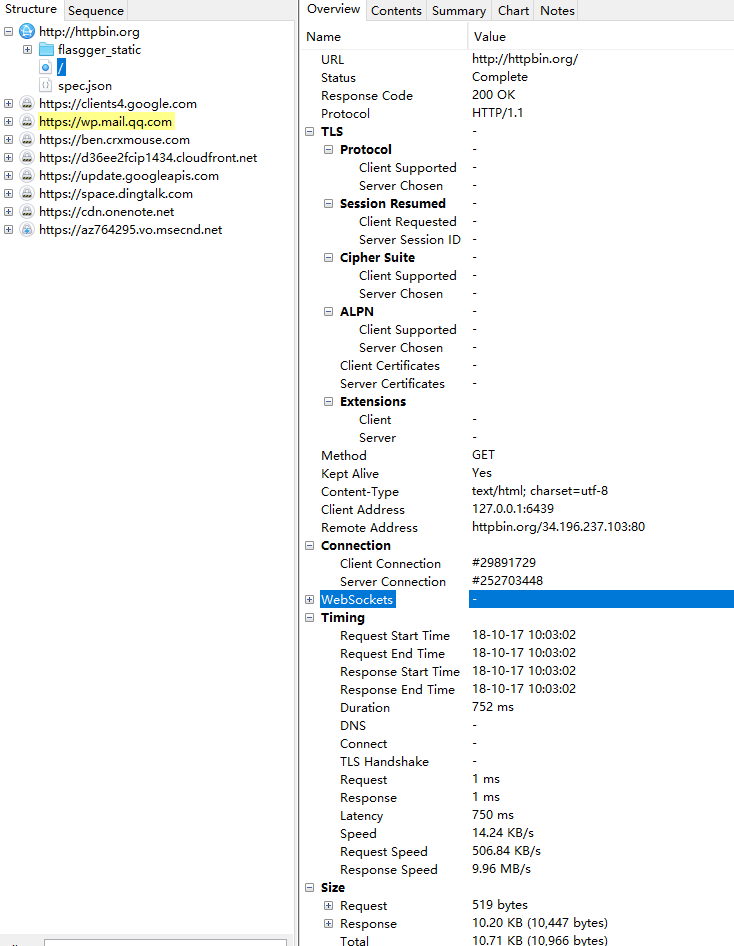 Structure Sequence
http://httpbin.org
flasgger_static
/
spec.json
https://clients4.google.com
https://wp.mail.qq.com
https://ben.crxmouse.com
https://d36ee2fcip1434.cloudfront.net
https://update.googleapis.com
https://space.dingtalk.com
https://cdn.onenote.net
https://az764295.vo.msecnd.net
Overview Contents Summary Chart Notes
Name Value
URL http://httpbin.org/
Status Complete
Response Code 200 OK
Protocol HTTP/1.1
TLS -
Protocol -
Client Supported -
Server Chosen -
Session Resumed -
Client Requested -
Server Session ID -
Cipher Suite -
Client Supported -
Server Chosen -
ALPN -
Client Supported -
Server Chosen -
Client Certificates -
Server Certificates -
Extensions
Client -
Server -
Method GET
Kept Alive Yes
Content-Type text/html; charset=utf-8
Client Address 127.0.0.1:6439
Remote Address httpbin.org/34.196.237.103:80
Connection
Client Connection #29891729
Server Connection #252703448
WebSockets -
Timing
Request Start Time 18-10-17 10:03:02
Request End Time 18-10-17 10:03:02
Response Start Time 18-10-17 10:03:02
Response End Time 18-10-17 10:03:02
Duration 752 ms
DNS -
Connect -
TLS Handshake -
Request 1 ms
Response 1 ms
Latency 750 ms
Speed 14.24 KB/s
Request Speed 506.84 KB/s
Response Speed 9.96 MB/s
Size
Request 519 bytes
Response 10.20 KB (10,447 bytes)
Total 10.71 KB (10,966 bytes)